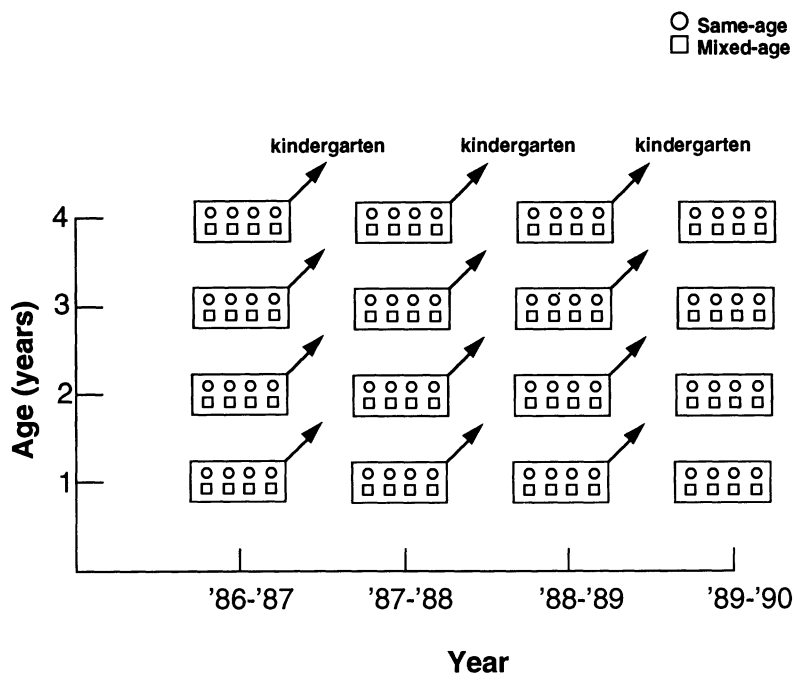 Same-age
Mixed-age
kindergarten kindergarten kindergarten
4
3
2
1
Age (years)
'86-'87 '87-'88 '88-'89 '89-'90
Year